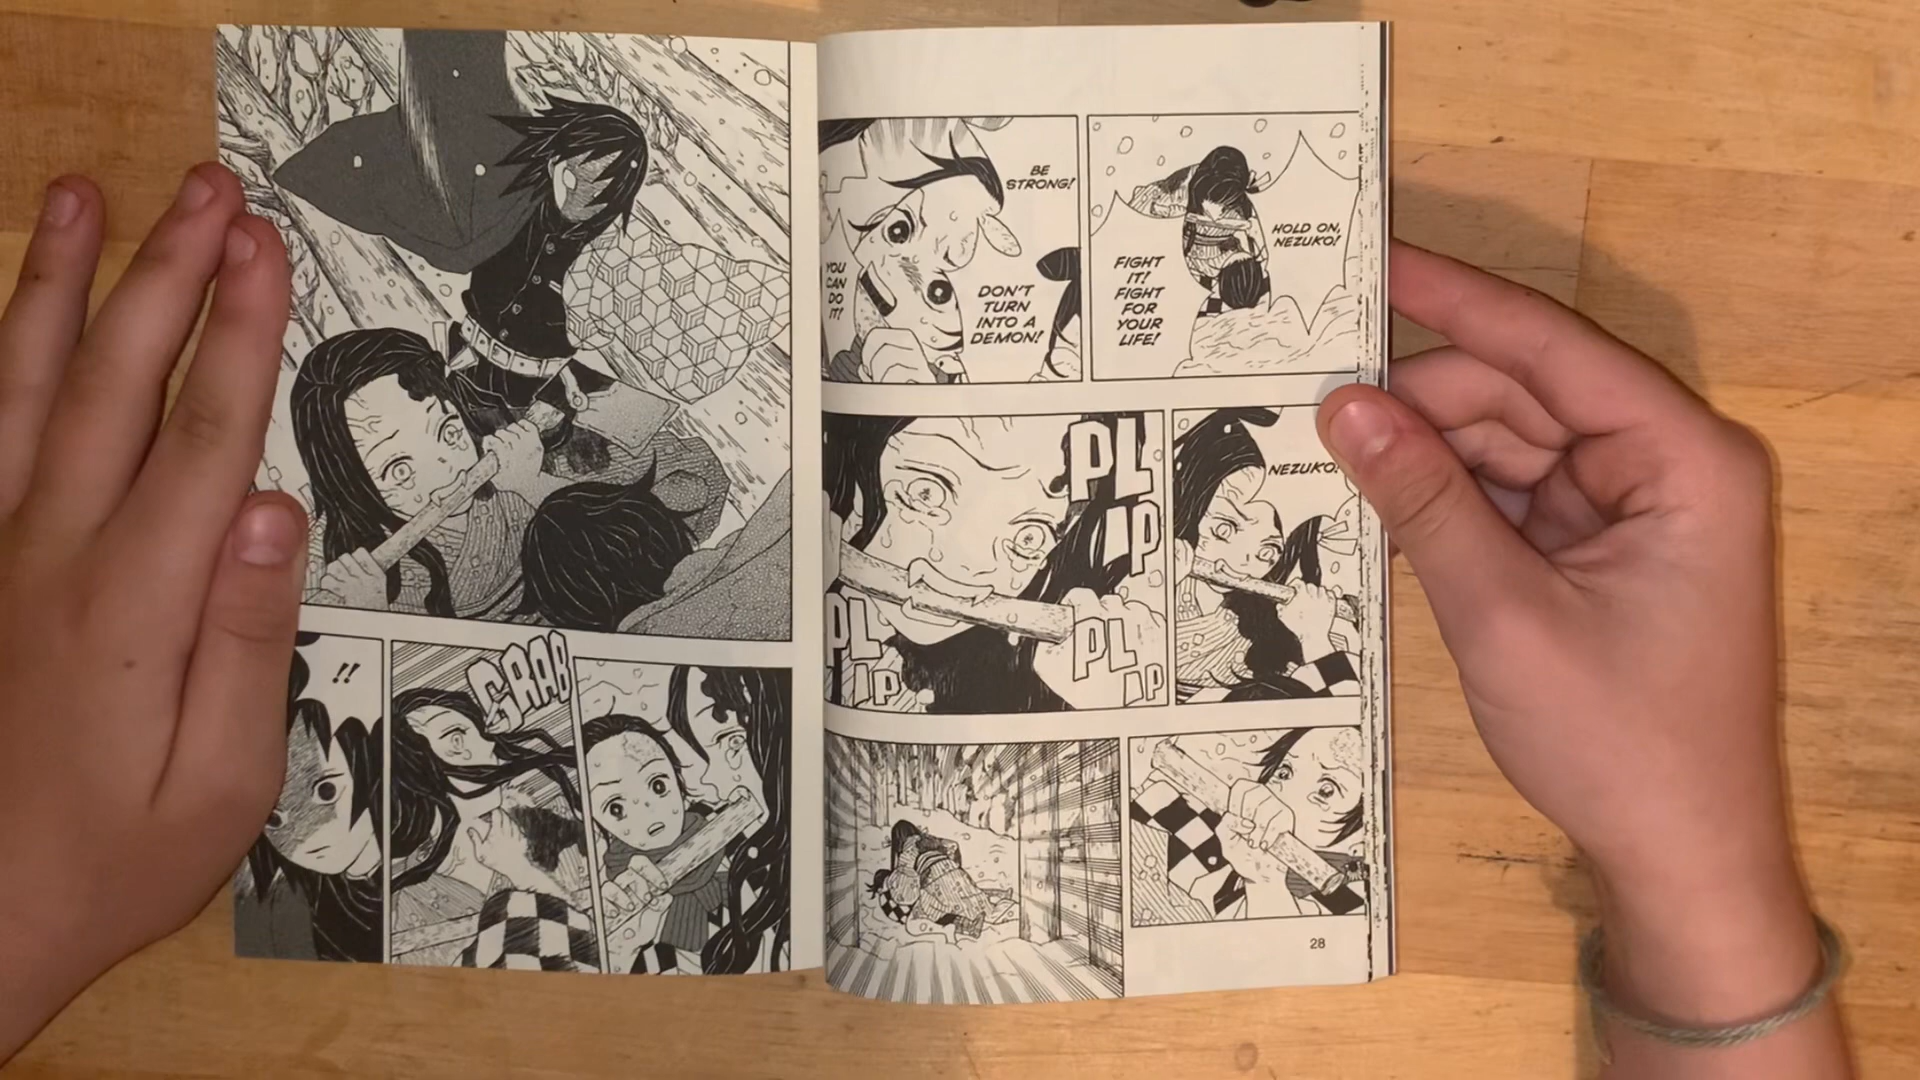 HOLD ON,
NEZUKO!
FIGHT
IT!
FIGHT
FOR
YOUR
LIFE!
BE
STRONG!
DON'T
TURN
INTO A
DEMON!
YOU
CAN
DO
IT!
NEZUKO!
PL
IP
PL
IP
PL
IP
28
!!
GRAB